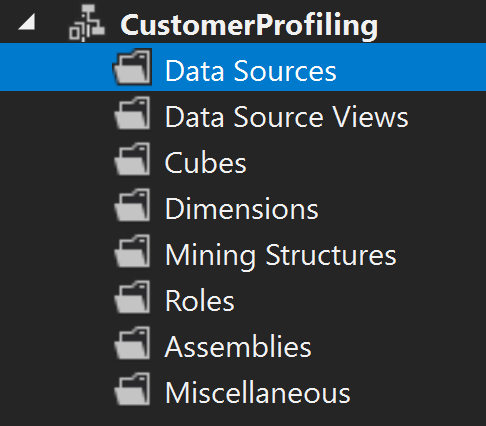 CustomerProfiling
Data Sources
Data Source Views
Cubes
Dimensions
Mining Structures
Roles
Assemblies
Miscellaneous